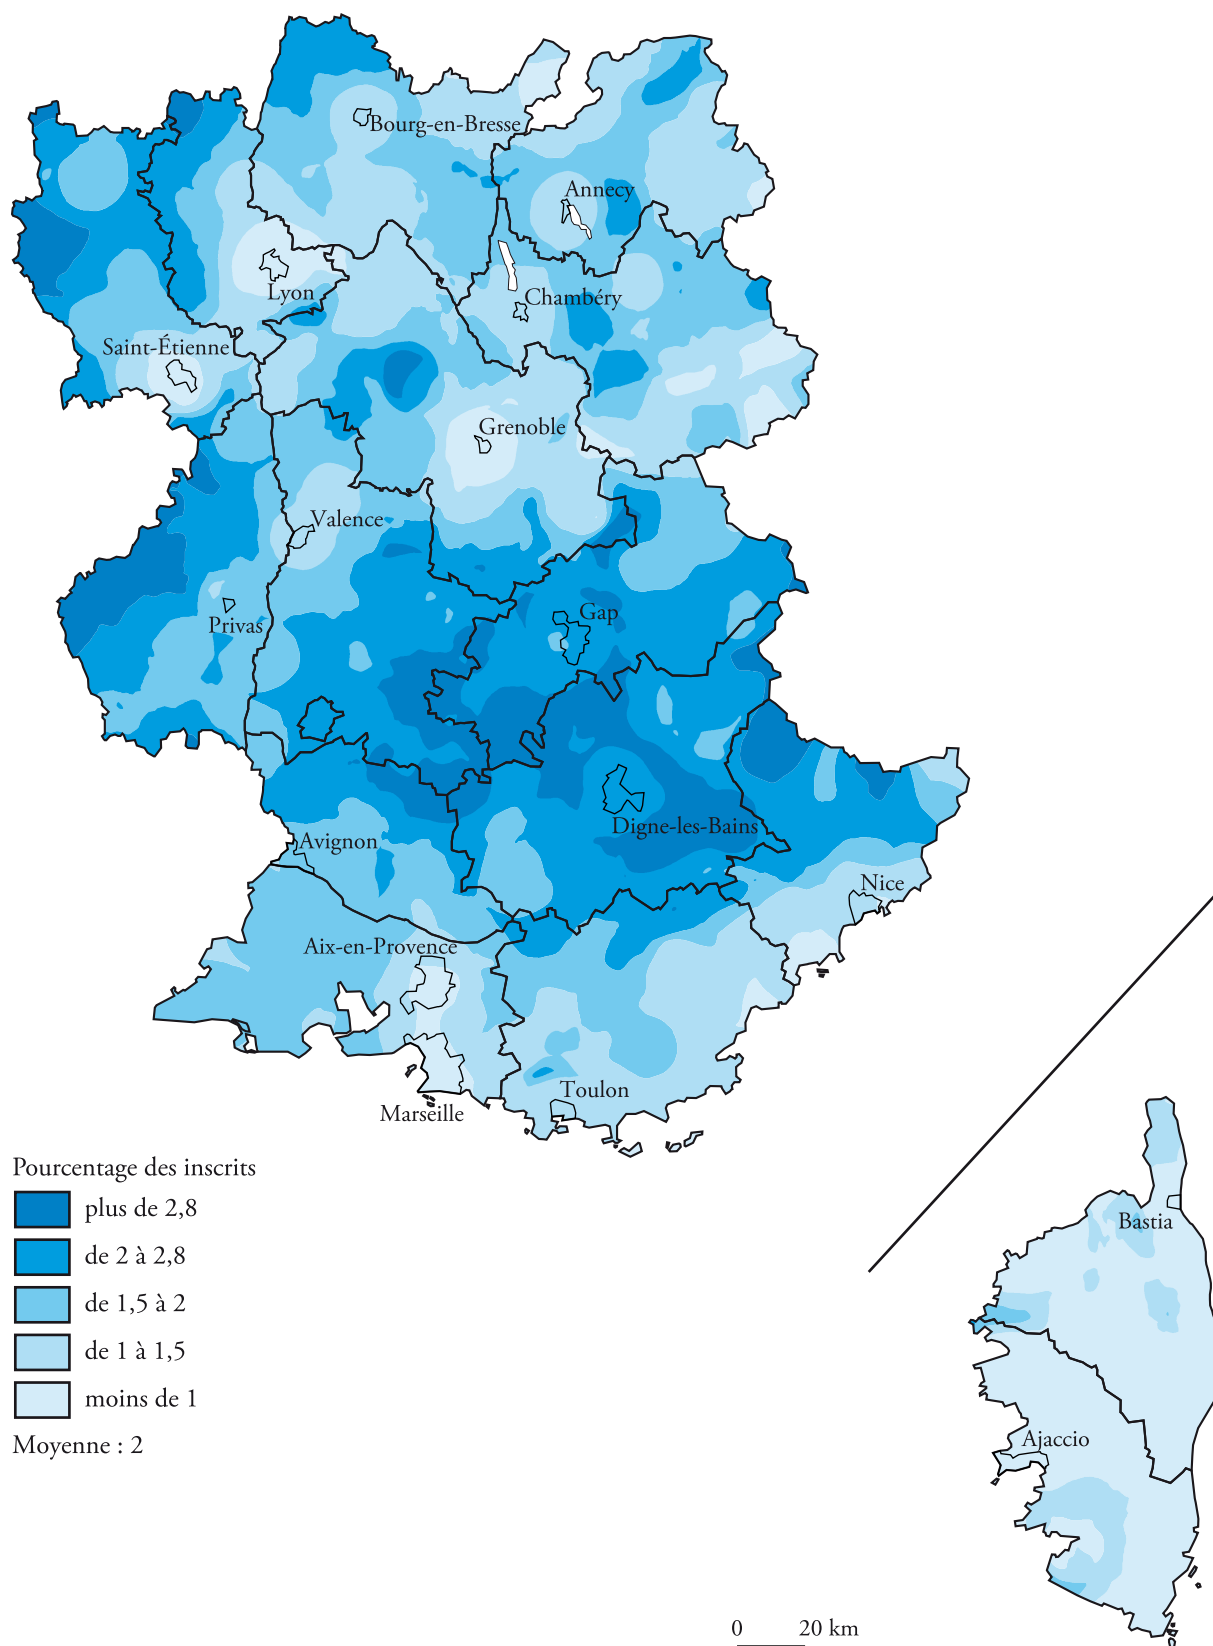 Bourg-en-Bresse
Annecy
Lyon
Chambéry
Saint-Étienne
Grenoble
Valence
Privas
Gap
Digne-les-Bains
Avignon
Nice
Aix-en-Provence
Toulon
Marseille
Pourcentage des inscrits
plus de 2,8
de 2 à 2,8
de 1,5 à 2
de 1 à 1,5
moins de 1
Moyenne : 2
Bastia
Ajaccio
0 20 km